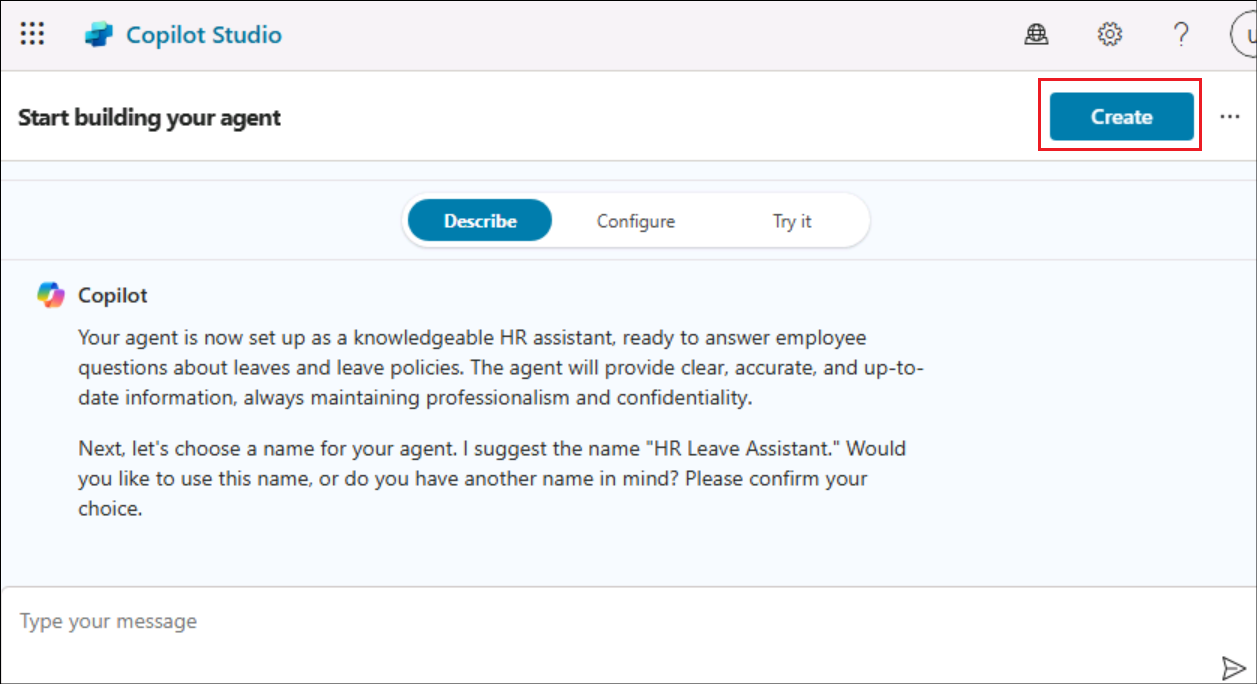 Copilot Studio
Start building your agent
Create
Describe
Configure
Try it
Copilot
Your agent is now set up as a knowledgeable HR assistant, ready to answer employee
questions about leaves and leave policies. The agent will provide clear, accurate, and up-to-
date information, always maintaining professionalism and confidentiality.
Next, let's choose a name for your agent. I suggest the name "HR Leave Assistant." Would
you like to use this name, or do you have another name in mind? Please confirm your
choice.
Type your message